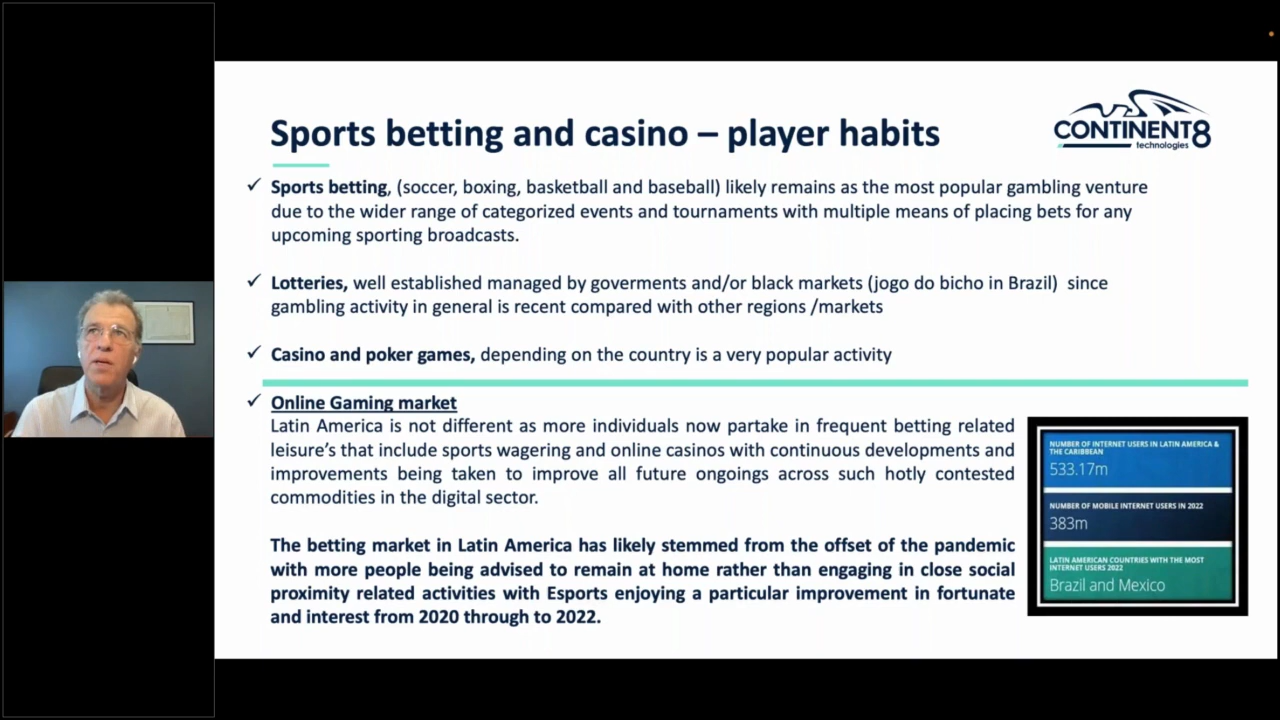 Sports betting and casino – player habits
CONTINENT8
technologies
✓ Sports betting, (soccer, boxing, basketball and baseball) likely remains as the most popular gambling venture
due to the wider range of categorized events and tournaments with multiple means of placing bets for any
upcoming sporting broadcasts.
✓ Lotteries, well established managed by goverments and/or black markets (jogo do bicho in Brazil) since
gambling activity in general is recent compared with other regions /markets
✓ Casino and poker games, depending on the country is a very popular activity
✓ Online Gaming market
Latin America is not different as more individuals now partake in frequent betting related
leisure’s that include sports wagering and online casinos with continuous developments and
improvements being taken to improve all future ongoings across such hotly contested
commodities in the digital sector.
The betting market in Latin America has likely stemmed from the offset of the pandemic
with more people being advised to remain at home rather than engaging in close social
proximity related activities with Esports enjoying a particular improvement in fortunate
and interest from 2020 through to 2022.
NUMBER OF INTERNET USERS IN LATIN AMERICA &
THE CARIBBEAN
533.17m
NUMBER OF MOBILE INTERNET USERS IN 2022
383m
LATIN AMERICAN COUNTRIES WITH THE MOST
INTERNET USERS 2022
Brazil and Mexico